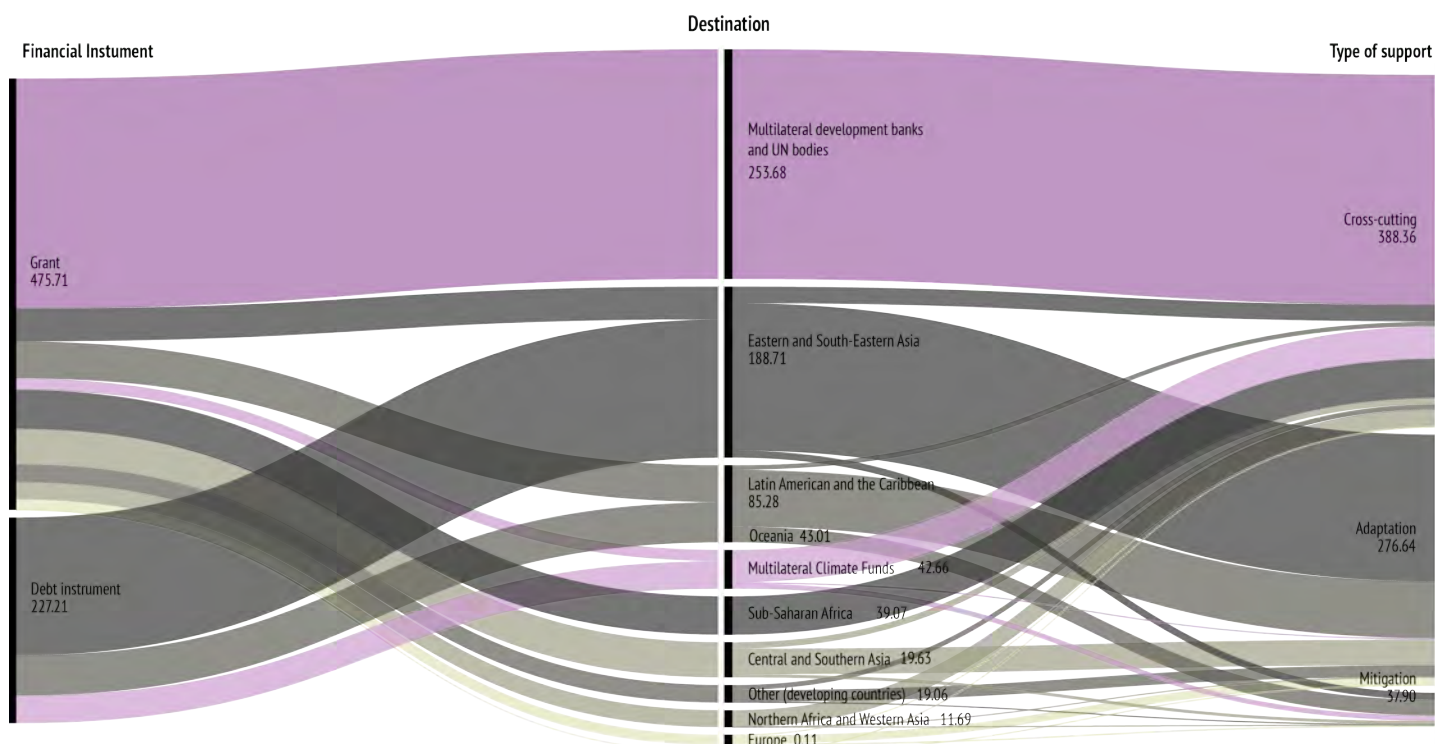 Destination
Financial Instument
Type of support
Multilateral development banks
and UN bodies
253.68
Cross-cutting
388.36
Grant
475.71
Eastern and South-Eastern Asia
188.71
Latin American and the Caribbean
85.28
Oceania 43.01
Adaptation
276.64
Multilateral Climate Funds 42.66
Debt instrument
227.21
Sub-Saharan Africa 39.07
Central and Southern Asia 19.63
Mitigation
37.90
Other (developing countries) 19.06
Northern Africa and Western Asia 11.69
Europe 0.11